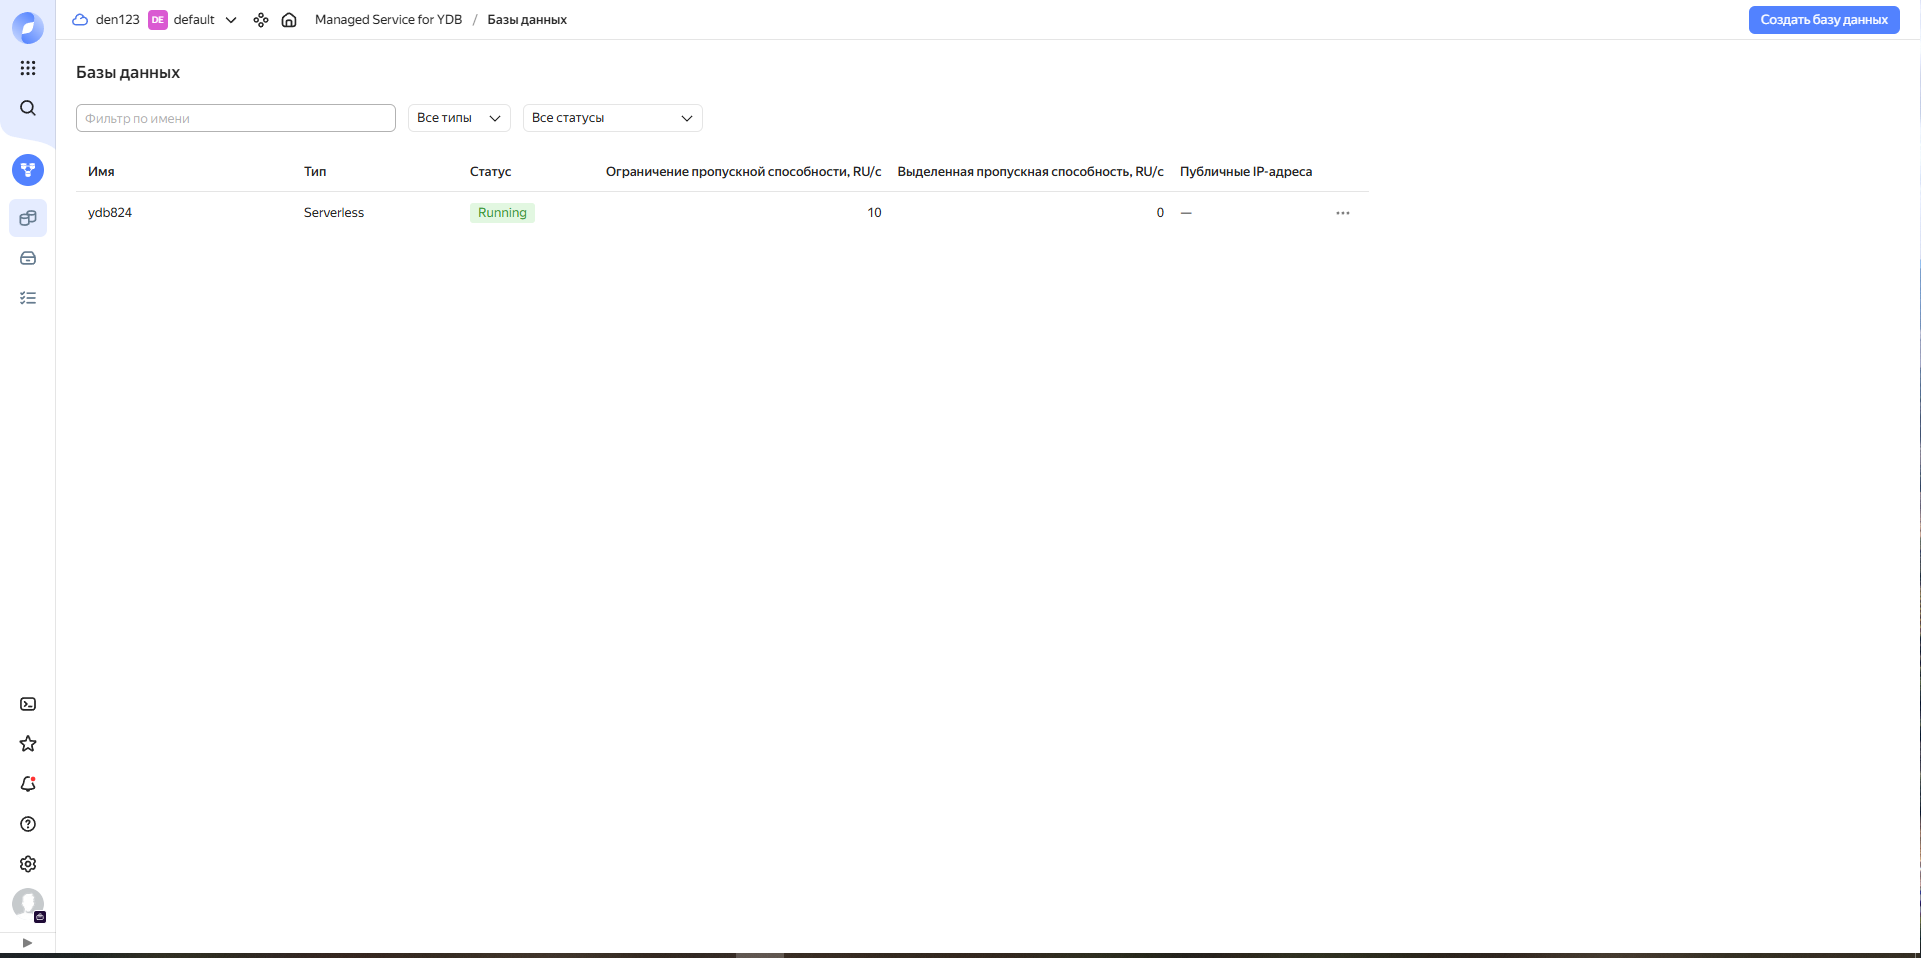 den123 DE default Managed Service for YDB / Базы данных Создать базу данных
Базы данных
Фильтр по имени Все типы Все статусы
Имя Тип Статус Ограничение пропускной способности, RU/с Выделенная пропускная способность, RU/с Публичные IP-адреса
ydb824 Serverless Running 10 0 —